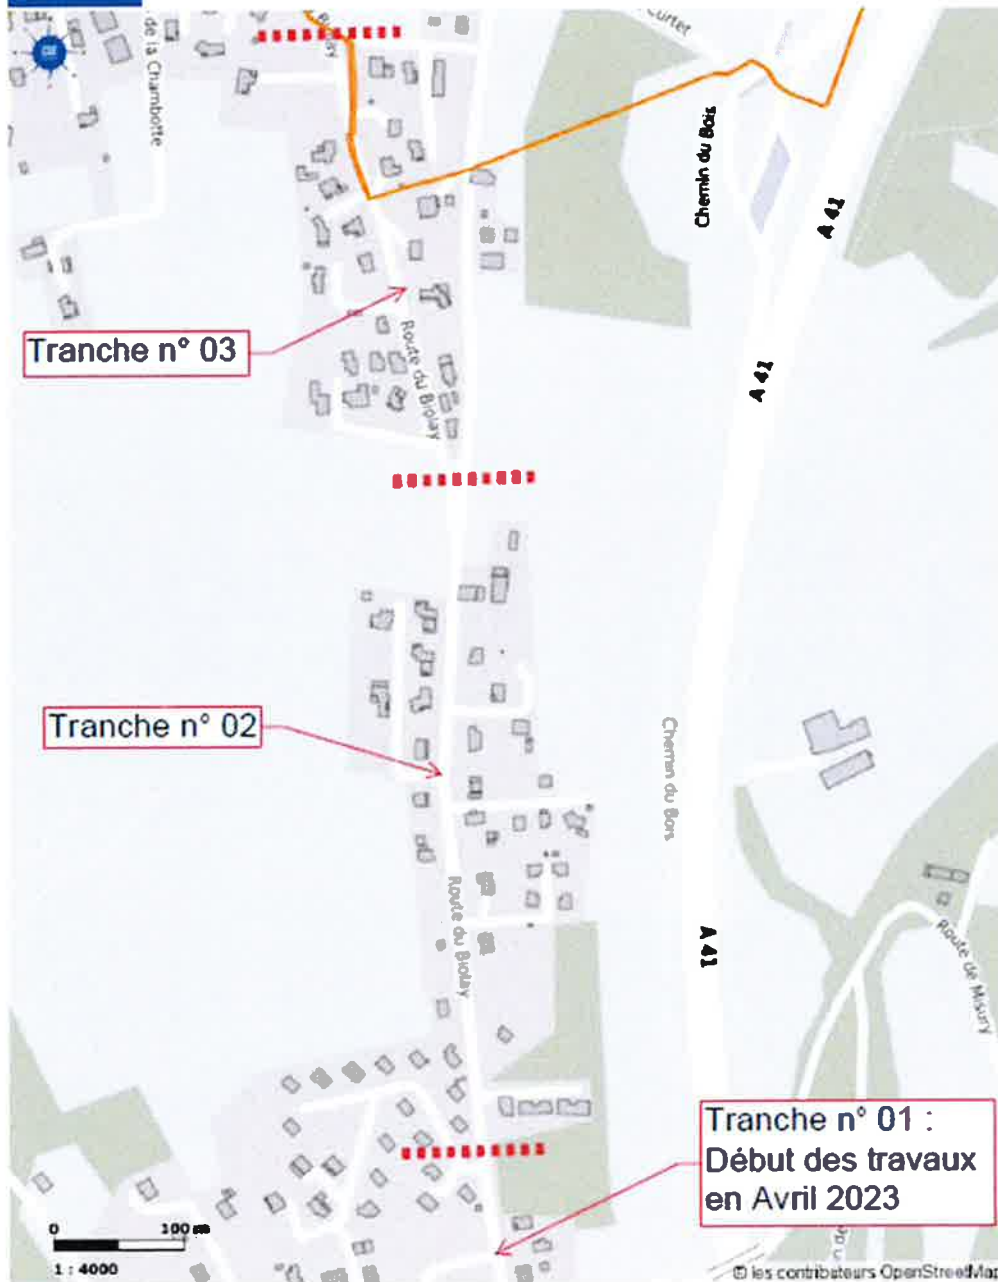 de la Chambotte
Curtet
Chemin du Bois
A 41
Tranche n° 03
Route du Biolay
A 41
Tranche n° 02
Chemin du Bois
Route du Biolay
A 41
Route de Misury
Tranche n° 01 :
Début des travaux
en Avril 2023
0 100 m
1 : 4000
© les contributeurs OpenStreetMap